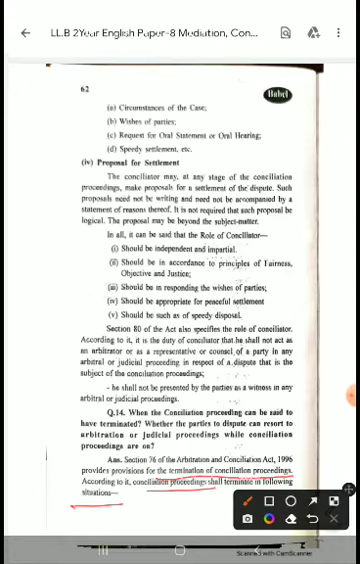 LL.B 2Year English Paper-8 Mediation, Con...
62
Babel
(a) Circumstances of the Case;
(b) Wishes of parties;
(c) Request for Oral Statement or Oral Hearing;
(d) Speedy settlement, etc.
(iv) Proposal for Settlement
The conciliator may, at any stage of the conciliation
proceedings, make proposals for a settlement of the dispute. Such
proposals need not be writing and need not be accompanied by a
statement of reasons thereof. It is not required that such proposal be
logical. The proposal may be beyond the subject-matter.
In all, it can be said that the Role of Conciliator—
(i) Should be independent and impartial.
(ii) Should be in accordance to principles of Fairness,
Objective and Justice;
(iii) Should be in responding the wishes of parties;
(iv) Should be appropriate for peaceful settlement
(v) Should be such as of speedy disposal.
Section 80 of the Act also specifies the role of conciliator.
According to it, it is the duty of conciliator that he shall not act as
an arbitrator or as a representative or counsel of a party in any
arbitral or judicial proceeding in respect of a dispute that is the
subject of the conciliation proceedings;
- he shall not be presented by the parties as a witness in any
arbitral or judicial proceedings.
Q.14. When the Conciliation proceeding can be said to
have terminated? Whether the parties to dispute can resort to
arbitration or judicial proceedings while conciliation
proceedings are on?
Ans. Section 76 of the Arbitration and Conciliation Act, 1996
provides provisions for the termination of conciliation proceedings.
According to it, conciliation proceedings shall terminate in following
situations—
Scanned with CamScanner